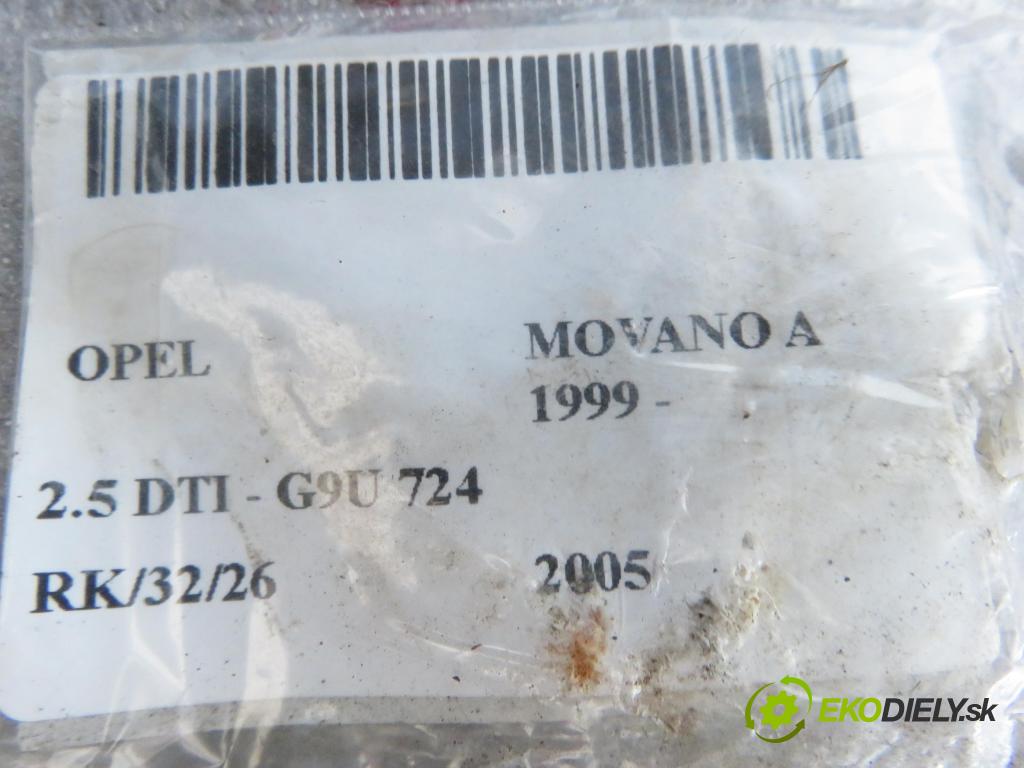 OPEL MOVANO A
1999 -
2.5 DTI - G9U 724
RK/32/26 2005
EKODIELY.sk